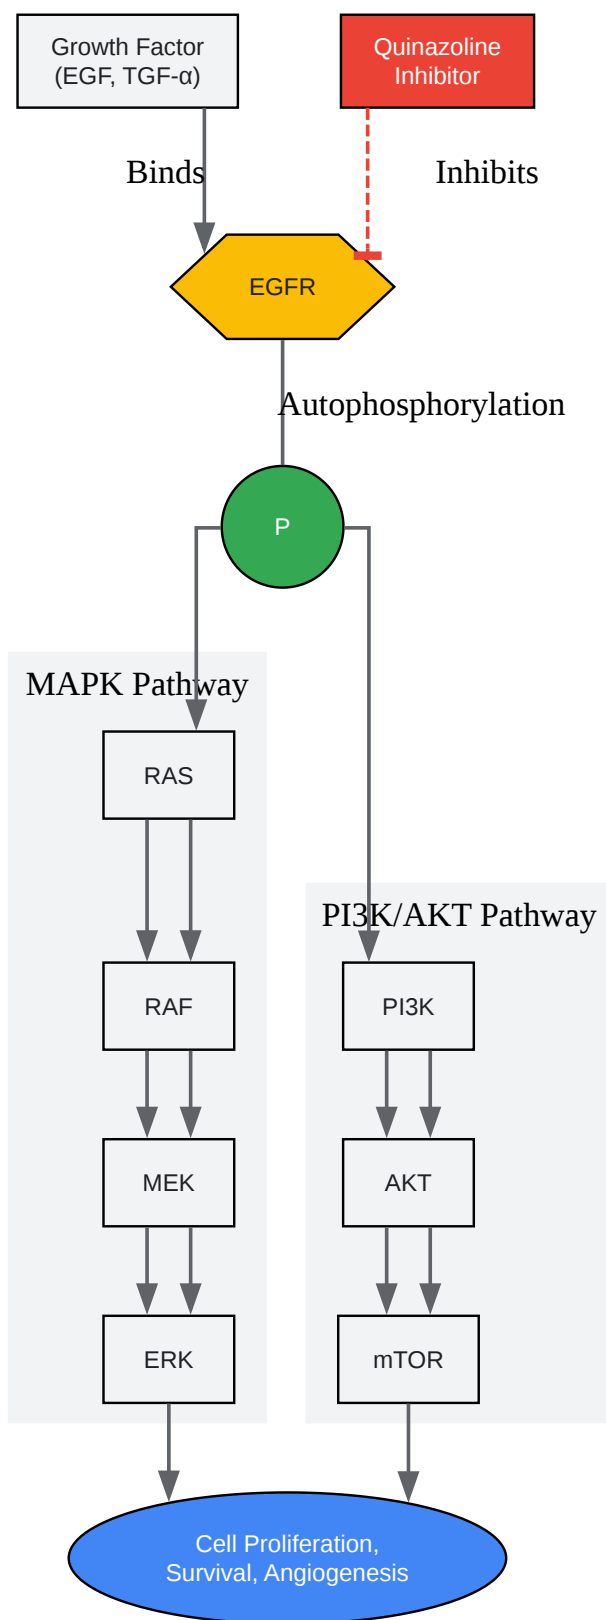 Growth Factor
(EGF, TGF-α)
Quinazoline
Inhibitor
Binds
Inhibits
EGFR
Autophosphorylation
P
MAPK Pathway
RAS
PI3K/AKT Pathway
RAF
PI3K
MEK
AKT
ERK
mTOR
Cell Proliferation,
Survival, Angiogenesis